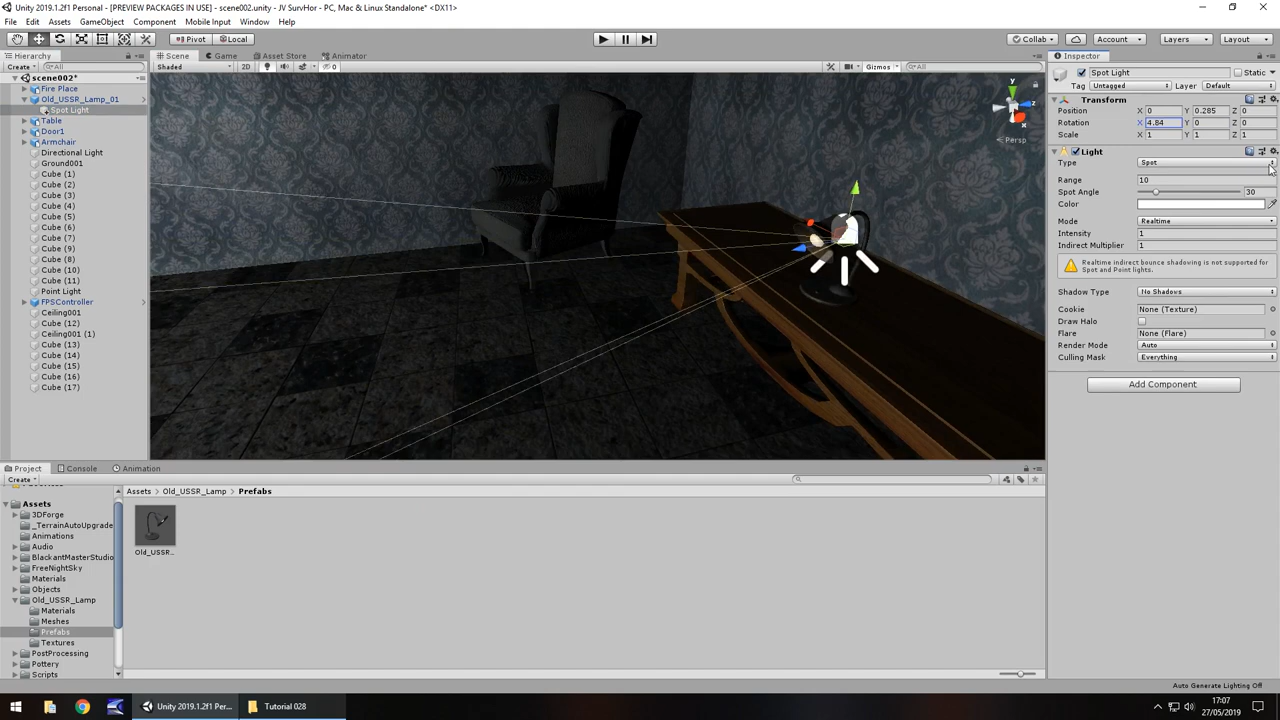 Unity 2019.1.2f1 Personal - [PREVIEW PACKAGES IN USE] - scene002.unity - JV SurvHor - PC, Mac & Linux Standalone* <DX11>
File Edit Assets GameObject Component Mobile Input Window Help
Pivot Local Collab Account Layers Layout
Hierarchy Scene Game Asset Store Animator Inspector
Create All Shaded 2D 0 Gizmos All
Spot Light Static
Tag Untagged Layer Default
scene002*
Fire Place
Old_USSR_Lamp_01
Spot Light
Table
Door1
Armchair
Directional Light
Ground001
Cube (1)
Cube (2)
Cube (3)
Cube (4)
Cube (5)
Cube (6)
Cube (7)
Cube (9)
Cube (8)
Cube (10)
Cube (11)
Point Light
FPSController
Ceiling001
Cube (12)
Ceiling001 (1)
Cube (13)
Cube (14)
Cube (15)
Cube (16)
Cube (17)
y
z
x
Persp
Transform
Position X 0 Y 0.285 Z 0
Rotation X 4.84 Y 0 Z 0
Scale X 1 Y 1 Z 1
Light
Type Spot
Range 10
Spot Angle 30
Color
Mode Realtime
Intensity 1
Indirect Multiplier 1
Realtime indirect bounce shadowing is not supported for
Spot and Point lights.
Shadow Type No Shadows
Cookie None (Texture)
Draw Halo
Flare None (Flare)
Render Mode Auto
Culling Mask Everything
Add Component
Project Console Animation
Create
Assets
3DForge
_TerrainAutoUpgrade
Animations
Audio
BlackantMasterStudio
FreeNightSky
Materials
Objects
Old_USSR_Lamp
Materials
Meshes
Prefabs
Textures
PostProcessing
Pottery
Scripts
Assets Old_USSR_Lamp Prefabs
Old_USSR...
Auto Generate Lighting Off
Unity 2019.1.2f1 Per... Tutorial 028
17:07
27/05/2019